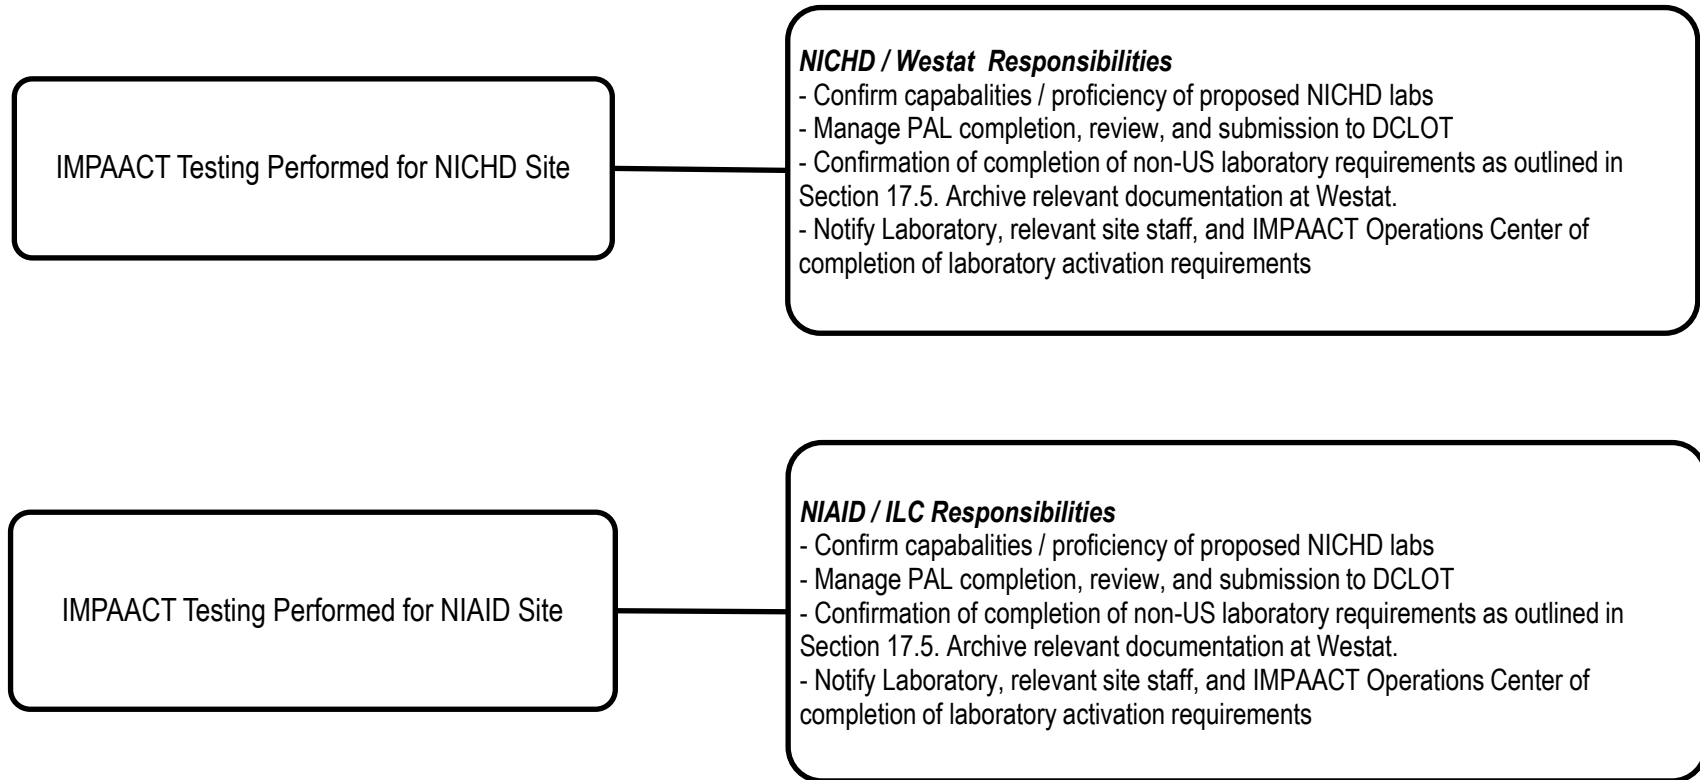 IMPAACT Testing Performed for NICHD Site
NICHD / Westat  Responsibilities
- Confirm capabalities / proficiency of proposed NICHD labs
- Manage PAL completion, review, and submission to DCLOT
- Confirmation of completion of non-US laboratory requirements as outlined in
Section 17.5. Archive relevant documentation at Westat.
- Notify Laboratory, relevant site staff, and IMPAACT Operations Center of
completion of laboratory activation requirements
IMPAACT Testing Performed for NIAID Site
NIAID / ILC Responsibilities
- Confirm capabalities / proficiency of proposed NICHD labs
- Manage PAL completion, review, and submission to DCLOT
- Confirmation of completion of non-US laboratory requirements as outlined in
Section 17.5. Archive relevant documentation at Westat.
- Notify Laboratory, relevant site staff, and IMPAACT Operations Center of
completion of laboratory activation requirements